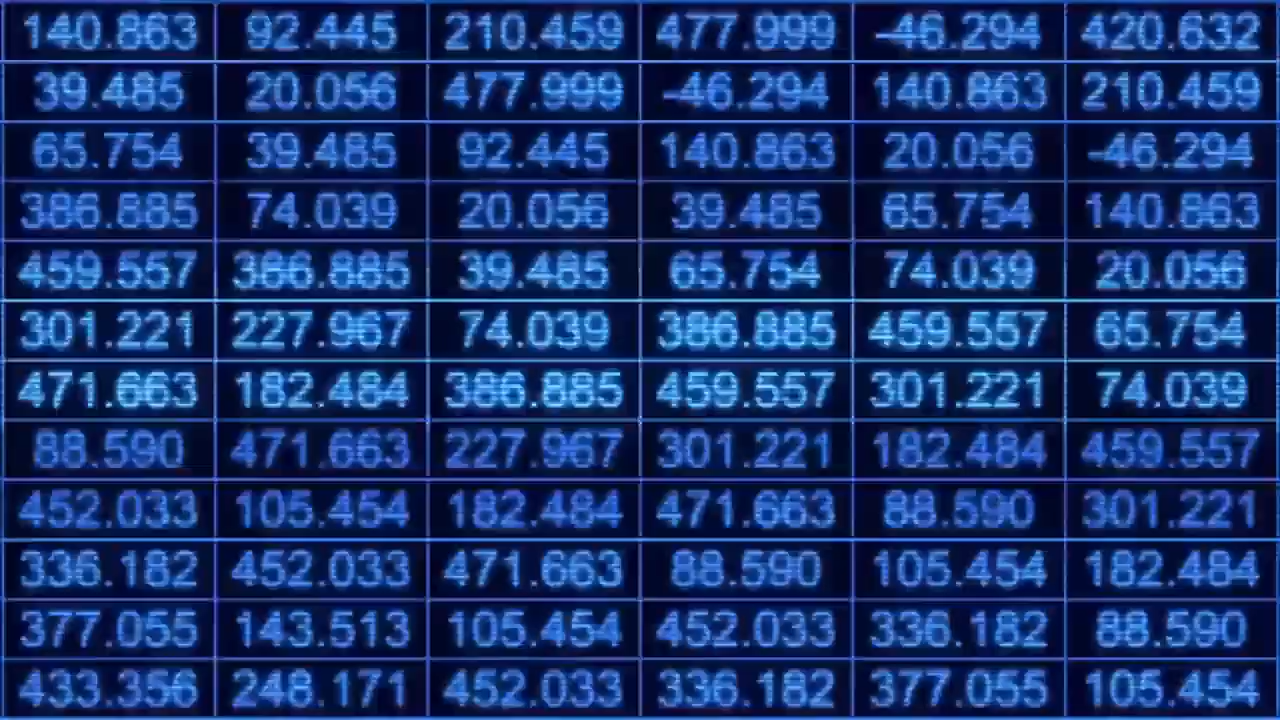 140.863 92.445 210.459 477.999 -46.294 420.632
39.485 20.056 477.999 -46.294 140.863 210.459
65.754 39.485 92.445 140.863 20.056 -46.294
386.885 74.039 20.056 39.485 65.754 140.863
459.557 386.885 39.485 65.754 74.039 20.056
301.221 227.967 74.039 386.885 459.557 65.754
471.663 182.484 386.885 459.557 301.221 74.039
88.590 471.663 227.967 301.221 182.484 459.557
452.033 105.454 182.484 471.663 88.590 301.221
336.182 452.033 471.663 88.590 105.454 182.484
377.055 143.513 105.454 452.033 336.182 88.590
433.356 248.171 452.033 336.182 377.055 105.454